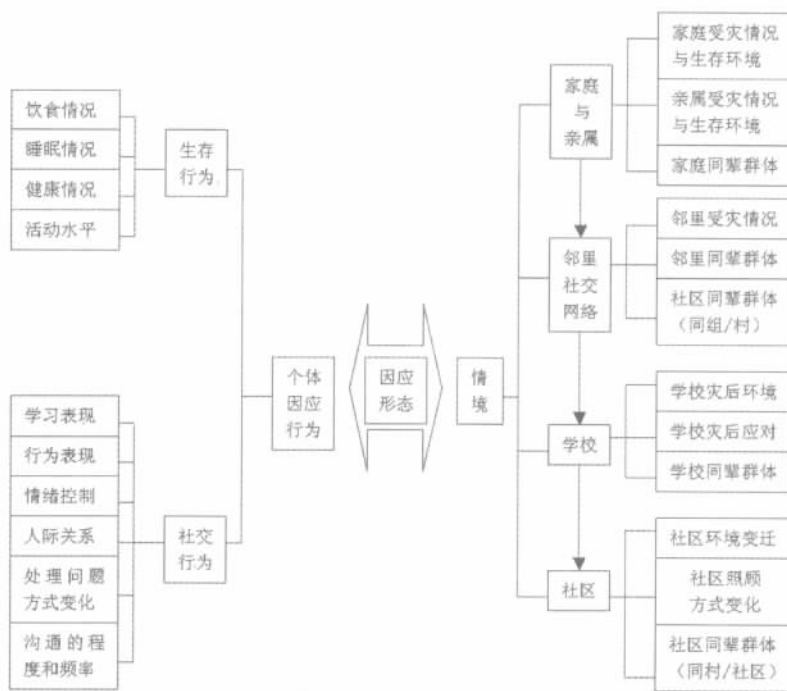 饮食情况
睡眠情况
健康情况
活动水平
生存
行为
学习表现
行为表现
情绪控制
人际关系
处理问题
方式变化
沟通的程
度和频率
社交
行为
个体
因应
行为
因应
形态
情
境
家庭
与
亲属
家庭受灾情况
与生存环境
亲属受灾情况
与生存环境
家庭同辈群体
邻里
社交
网络
邻里受灾情况
邻里同辈群体
社区同辈群体
（同组/村）
学校
学校灾后环境
学校灾后应对
学校同辈群体
社区
社区环境变迁
社区照顾
方式变化
社区同辈群体
（同村/社区）